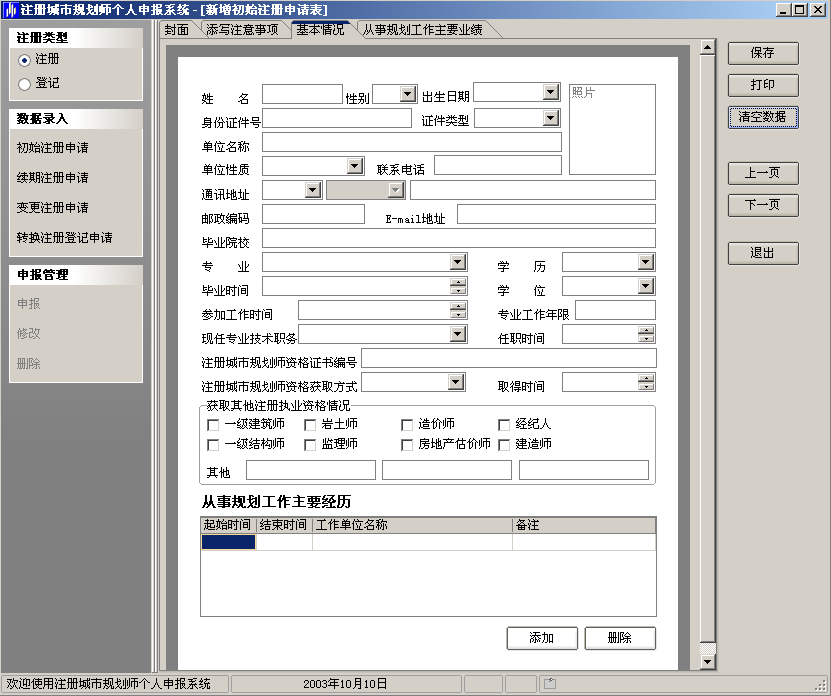 注册城市规划师个人申报系统 - [新增初始注册申请表]
注册类型
注册
登记
数据录入
初始注册申请
续期注册申请
变更注册申请
转换注册登记申请
申报管理
申报
修改
删除
封面 添写注意事项 基本情况 从事规划工作主要业绩
姓 名 性别 出生日期 照片
身份证件号 证件类型
单位名称
单位性质 联系电话
通讯地址
邮政编码 E-mail地址
毕业院校
专 业 学 历
毕业时间 学 位
参加工作时间 专业工作年限
现任专业技术职务 任职时间
注册城市规划师资格证书编号
注册城市规划师资格获取方式 取得时间
获取其他注册执业资格情况
一级建筑师 岩土师 造价师 经纪人
一级结构师 监理师 房地产估价师 建造师
其他
从事规划工作主要经历
起始时间 结束时间 工作单位名称 备注
添加 删除
保存
打印
清空数据
上一页
下一页
退出
欢迎使用注册城市规划师个人申报系统 2003年10月10日